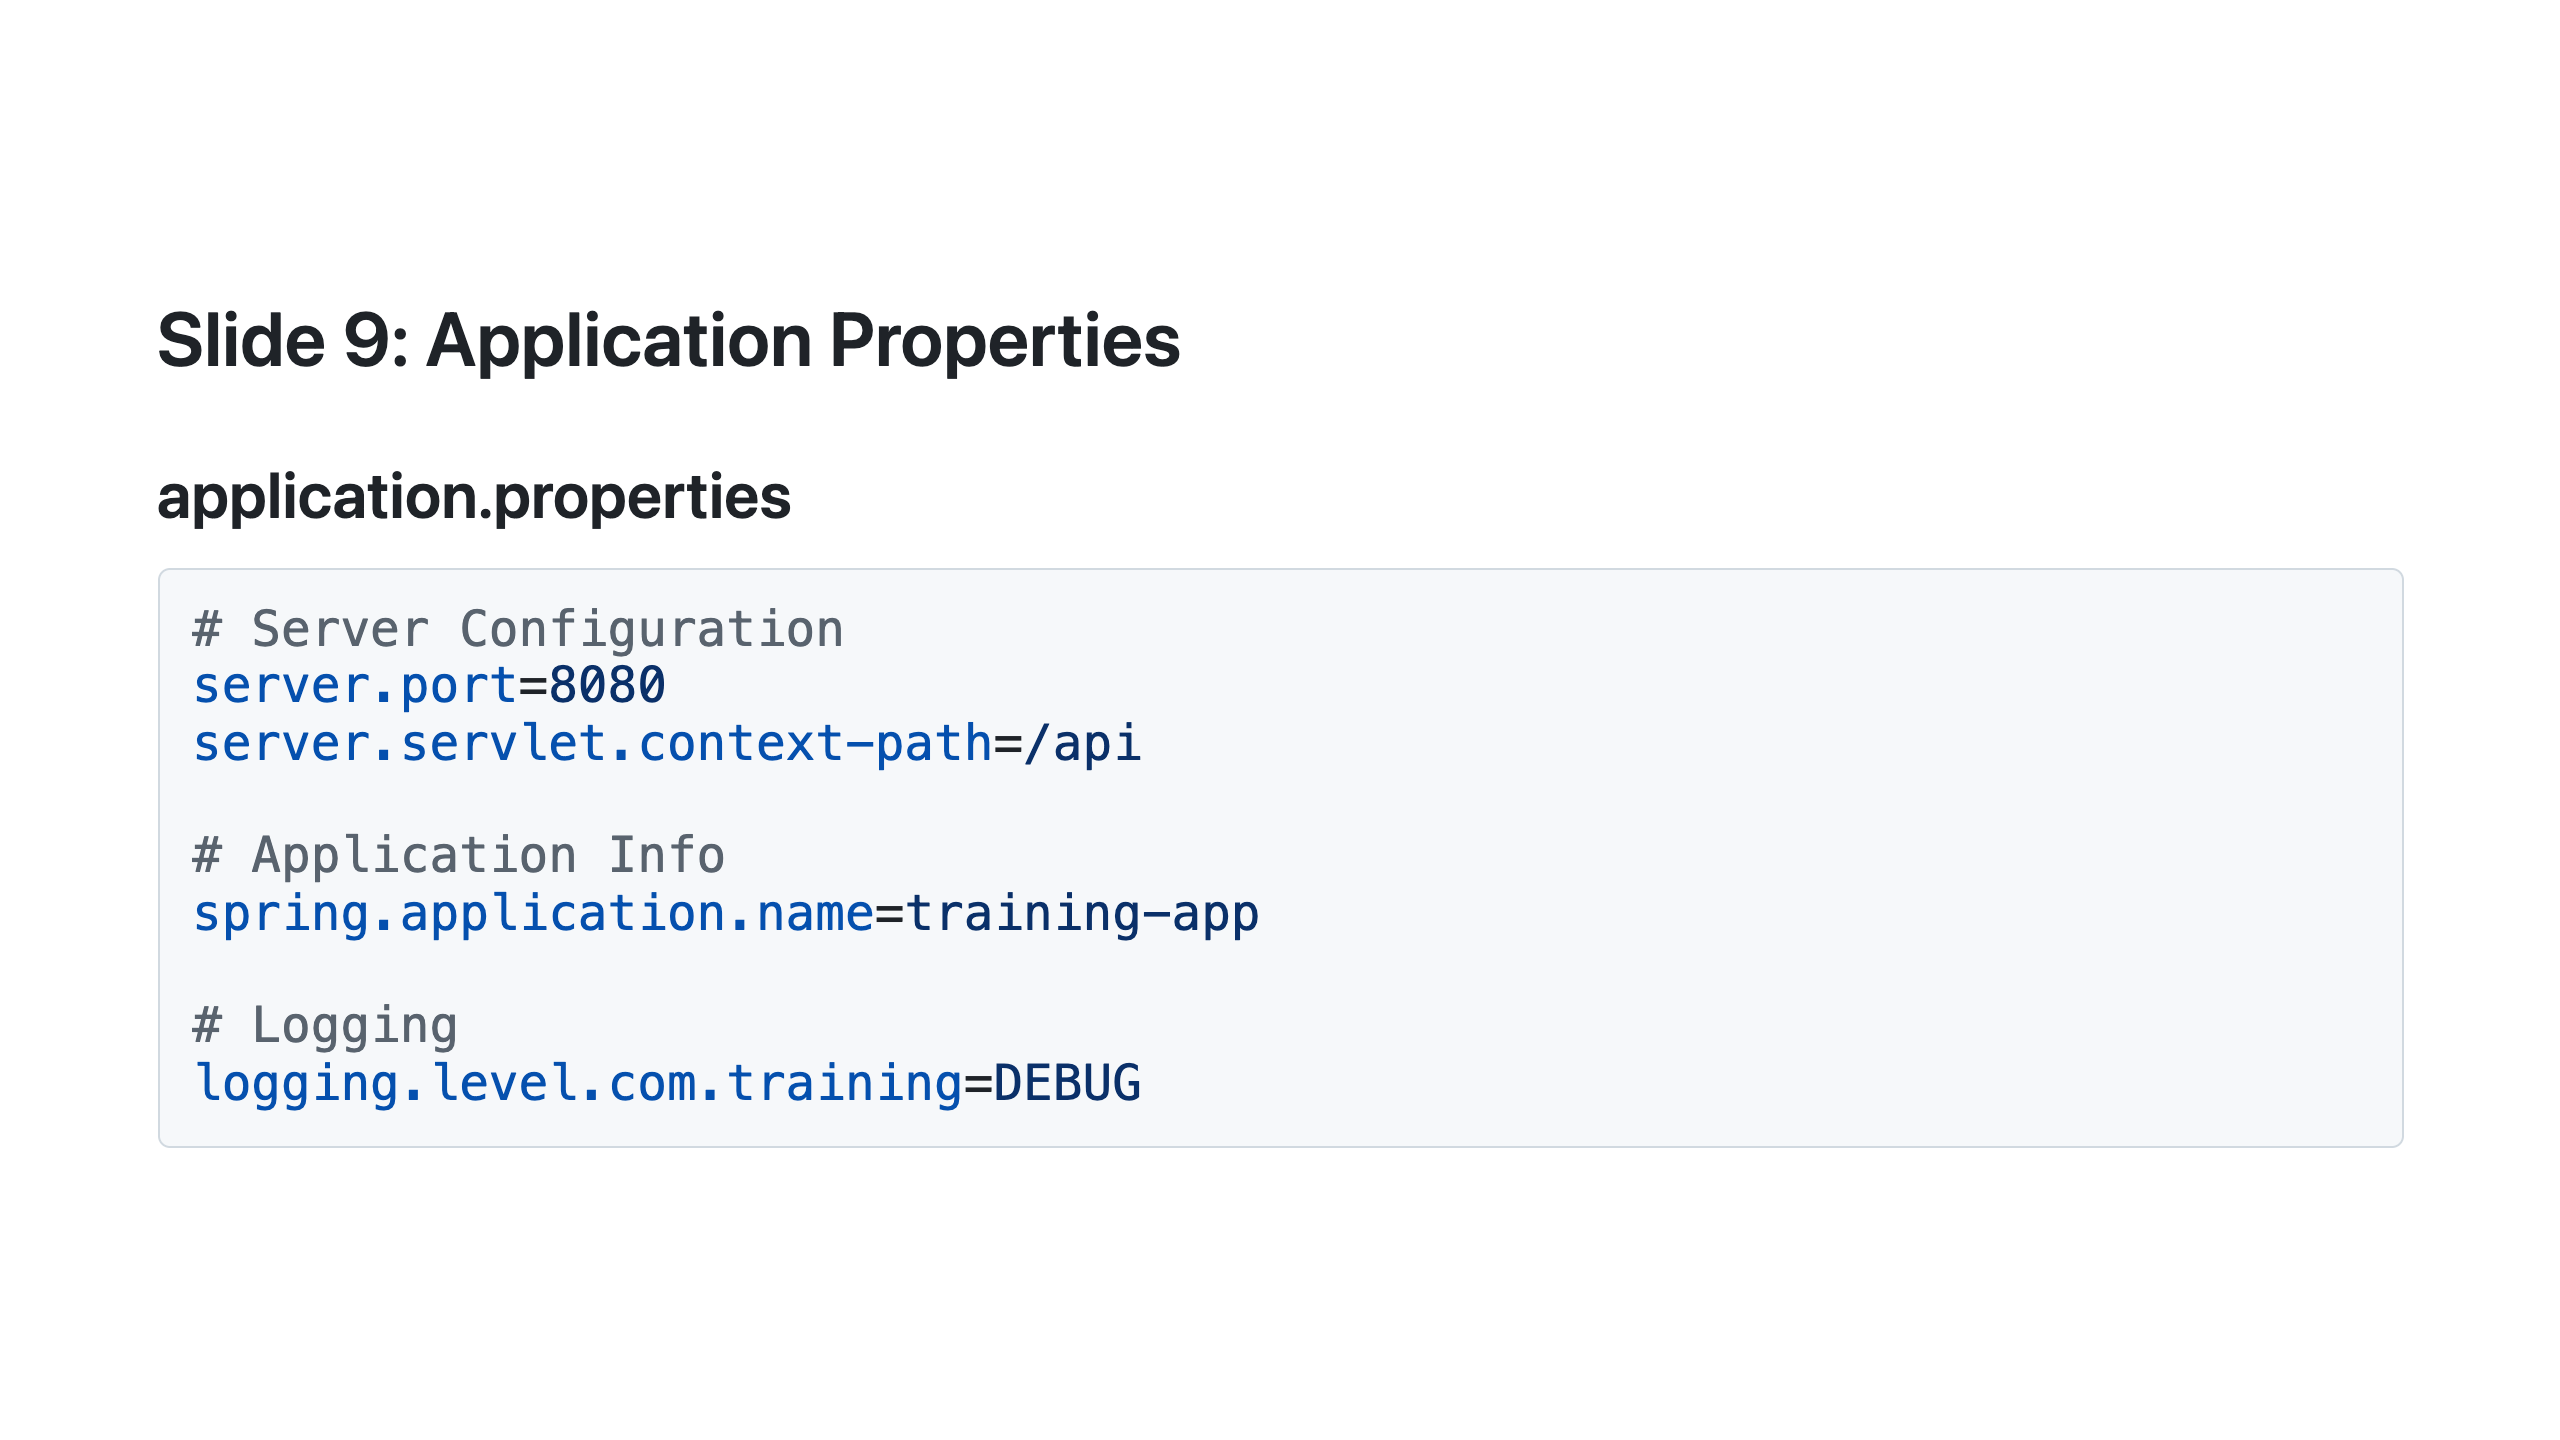 Slide 9: Application Properties
application.properties
# Server Configuration
server.port=8080
server.servlet.context-path=/api
# Application Info
spring.application.name=training-app
# Logging
logging.level.com.training=DEBUG